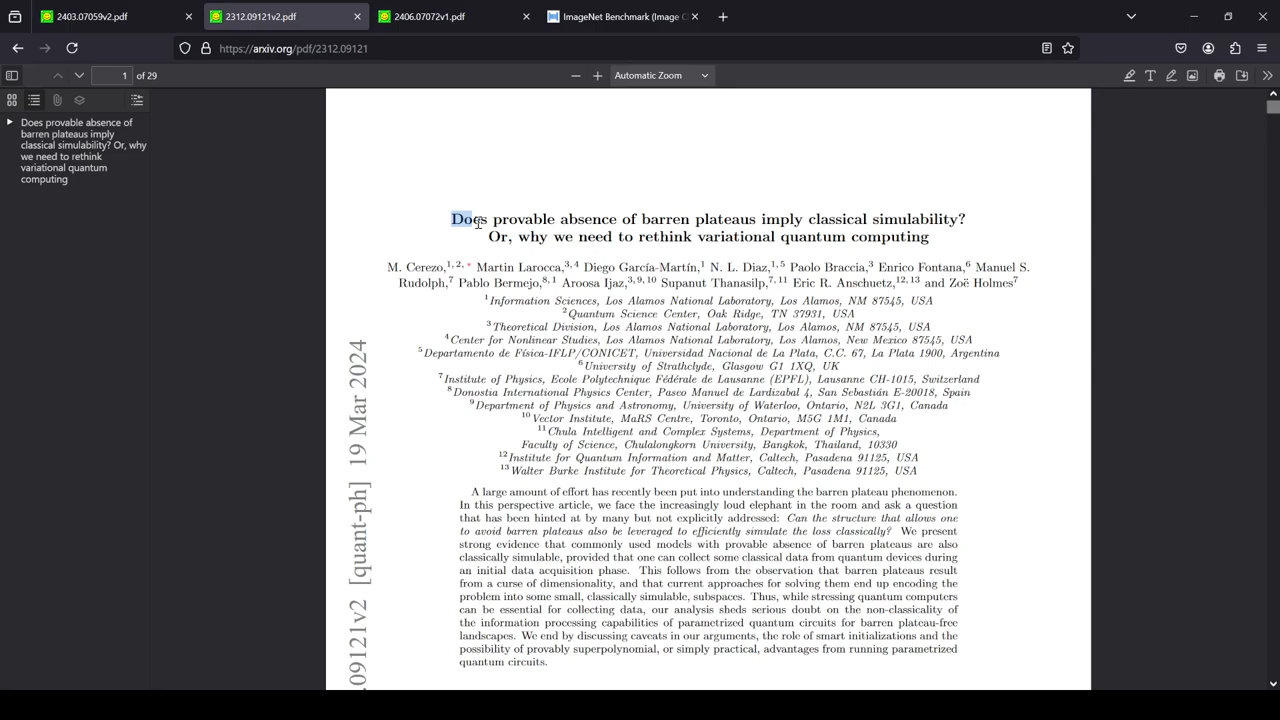 2403.07059v2.pdf
2312.09121v2.pdf
2406.07072v1.pdf
ImageNet Benchmark (Image C
https://arxiv.org/pdf/2312.09121
1 of 29
Automatic Zoom
Does provable absence of
barren plateaus imply
classical simulability? Or, why
we need to rethink
variational quantum
computing
Does provable absence of barren plateaus imply classical simulability?
Or, why we need to rethink variational quantum computing
M. Cerezo,1, 2, * Martin Larocca,3, 4 Diego García-Martín,1 N. L. Diaz,1, 5 Paolo Braccia,3 Enrico Fontana,6 Manuel S.
Rudolph,7 Pablo Bermejo,8, 1 Aroosa Ijaz,3, 9, 10 Supanut Thanasilp,7, 11 Eric R. Anschuetz,12, 13 and Zoë Holmes7
1Information Sciences, Los Alamos National Laboratory, Los Alamos, NM 87545, USA
2Quantum Science Center, Oak Ridge, TN 37931, USA
3Theoretical Division, Los Alamos National Laboratory, Los Alamos, NM 87545, USA
4Center for Nonlinear Studies, Los Alamos National Laboratory, Los Alamos, New Mexico 87545, USA
5Departamento de Física-IFLP/CONICET, Universidad Nacional de La Plata, C.C. 67, La Plata 1900, Argentina
6University of Strathclyde, Glasgow G1 1XQ, UK
7Institute of Physics, Ecole Polytechnique Fédérale de Lausanne (EPFL), Lausanne CH-1015, Switzerland
8Donostia International Physics Center, Paseo Manuel de Lardizabal 4, San Sebastián E-20018, Spain
9Department of Physics and Astronomy, University of Waterloo, Ontario, N2L 3G1, Canada
10Vector Institute, MaRS Centre, Toronto, Ontario, M5G 1M1, Canada
11Chula Intelligent and Complex Systems, Department of Physics,
Faculty of Science, Chulalongkorn University, Bangkok, Thailand, 10330
12Institute for Quantum Information and Matter, Caltech, Pasadena 91125, USA
13Walter Burke Institute for Theoretical Physics, Caltech, Pasadena 91125, USA
A large amount of effort has recently been put into understanding the barren plateau phenomenon.
In this perspective article, we face the increasingly loud elephant in the room and ask a question
that has been hinted at by many but not explicitly addressed: Can the structure that allows one
to avoid barren plateaus also be leveraged to efficiently simulate the loss classically? We present
strong evidence that commonly used models with provable absence of barren plateaus are also
classically simulable, provided that one can collect some classical data from quantum devices during
an initial data acquisition phase. This follows from the observation that barren plateaus result
from a curse of dimensionality, and that current approaches for solving them end up encoding the
problem into some small, classically simulable, subspaces. Thus, while stressing quantum computers
can be essential for collecting data, our analysis sheds serious doubt on the non-classicality of
the information processing capabilities of parametrized quantum circuits for barren plateau-free
landscapes. We end by discussing caveats in our arguments, the role of smart initializations and the
possibility of provably superpolynomial, or simply practical, advantages from running parametrized
quantum circuits.
.09121v2 [quant-ph] 19 Mar 2024